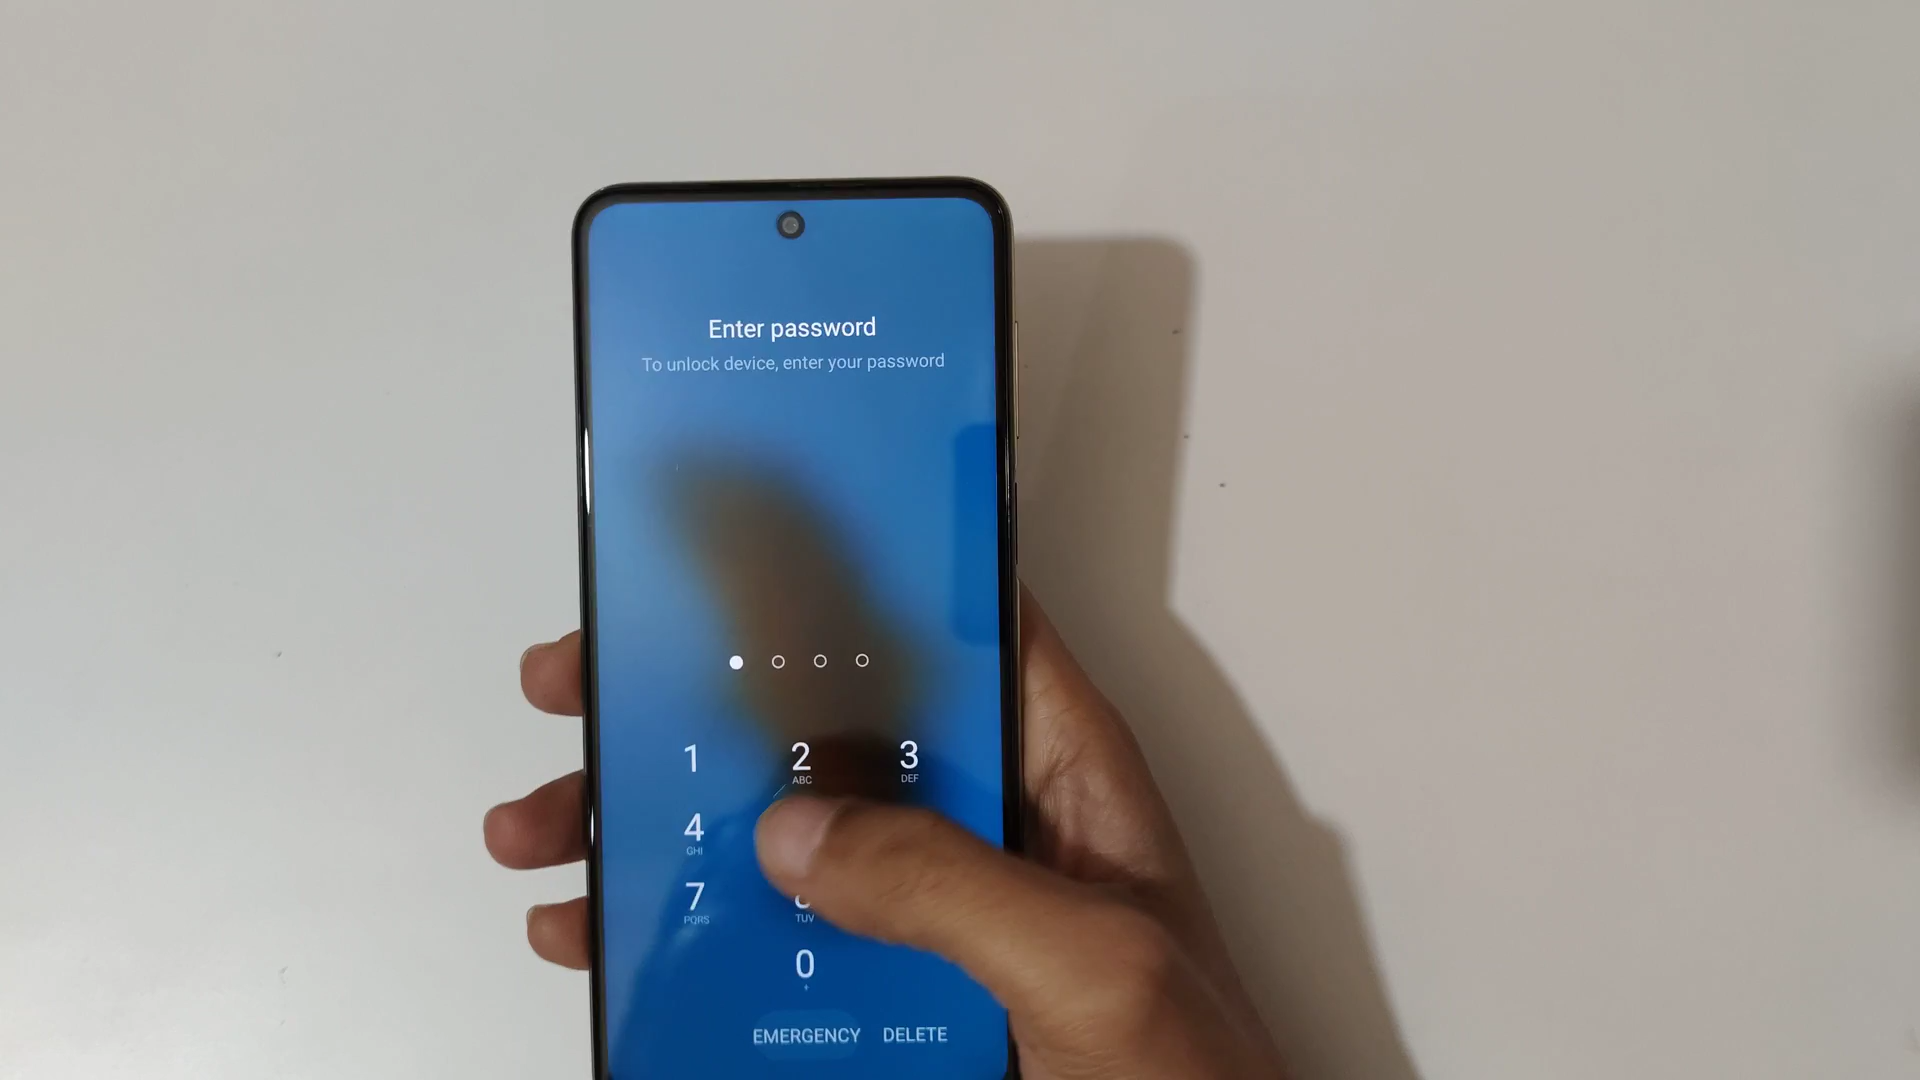 Enter password
To unlock device, enter your password
1 2 3
ABC DEF
4
GHI
7
PQRS TUV
0
+
EMERGENCY DELETE